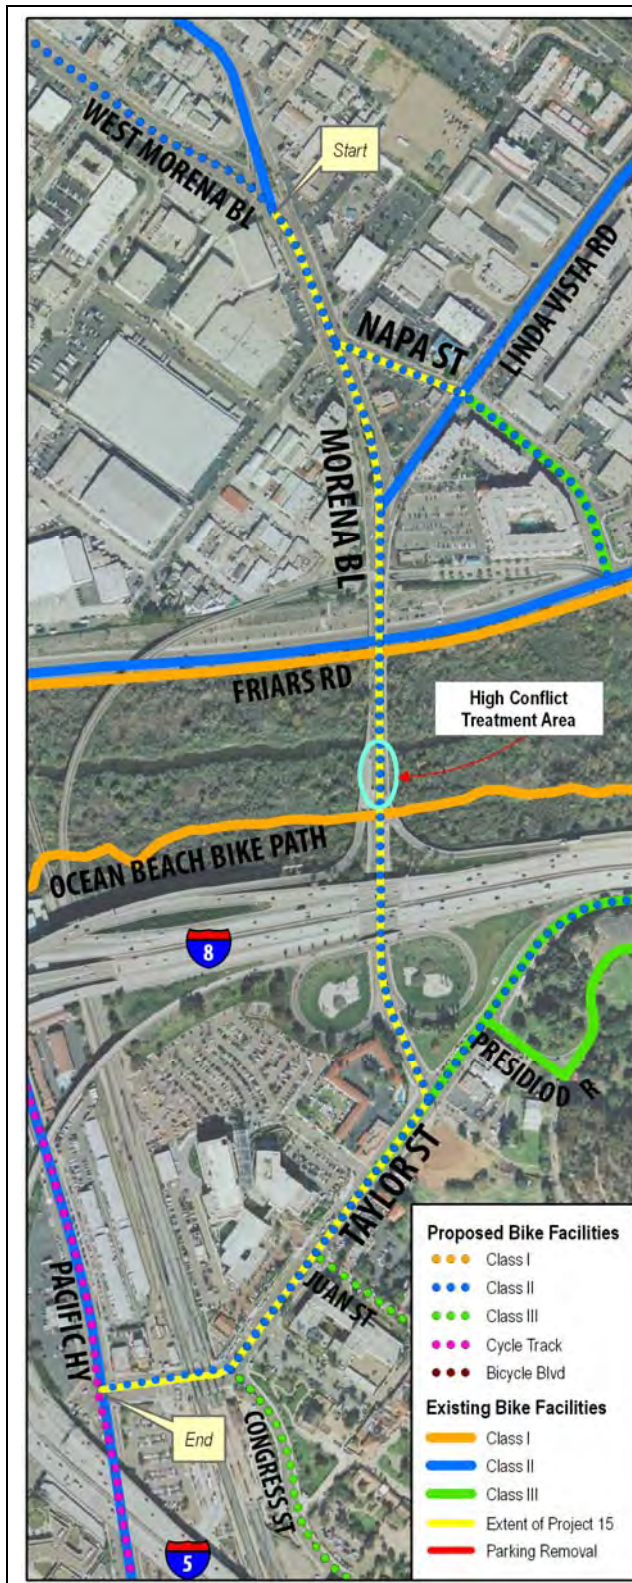 WEST MORENA BL
Start
LINDA VISTA RD
NAPA ST
MORENA BL
FRIARS RD
High Conflict
Treatment Area
OCEAN BEACH BIKE PATH
8
PRESIDIO D R
TAYLOR ST
JUAN ST
PACIFIC HY
End
CONGRESS ST
5
Proposed Bike Facilities
Class I
Class II
Class III
Cycle Track
Bicycle Blvd
Existing Bike Facilities
Class I
Class II
Class III
Extent of Project 15
Parking Removal